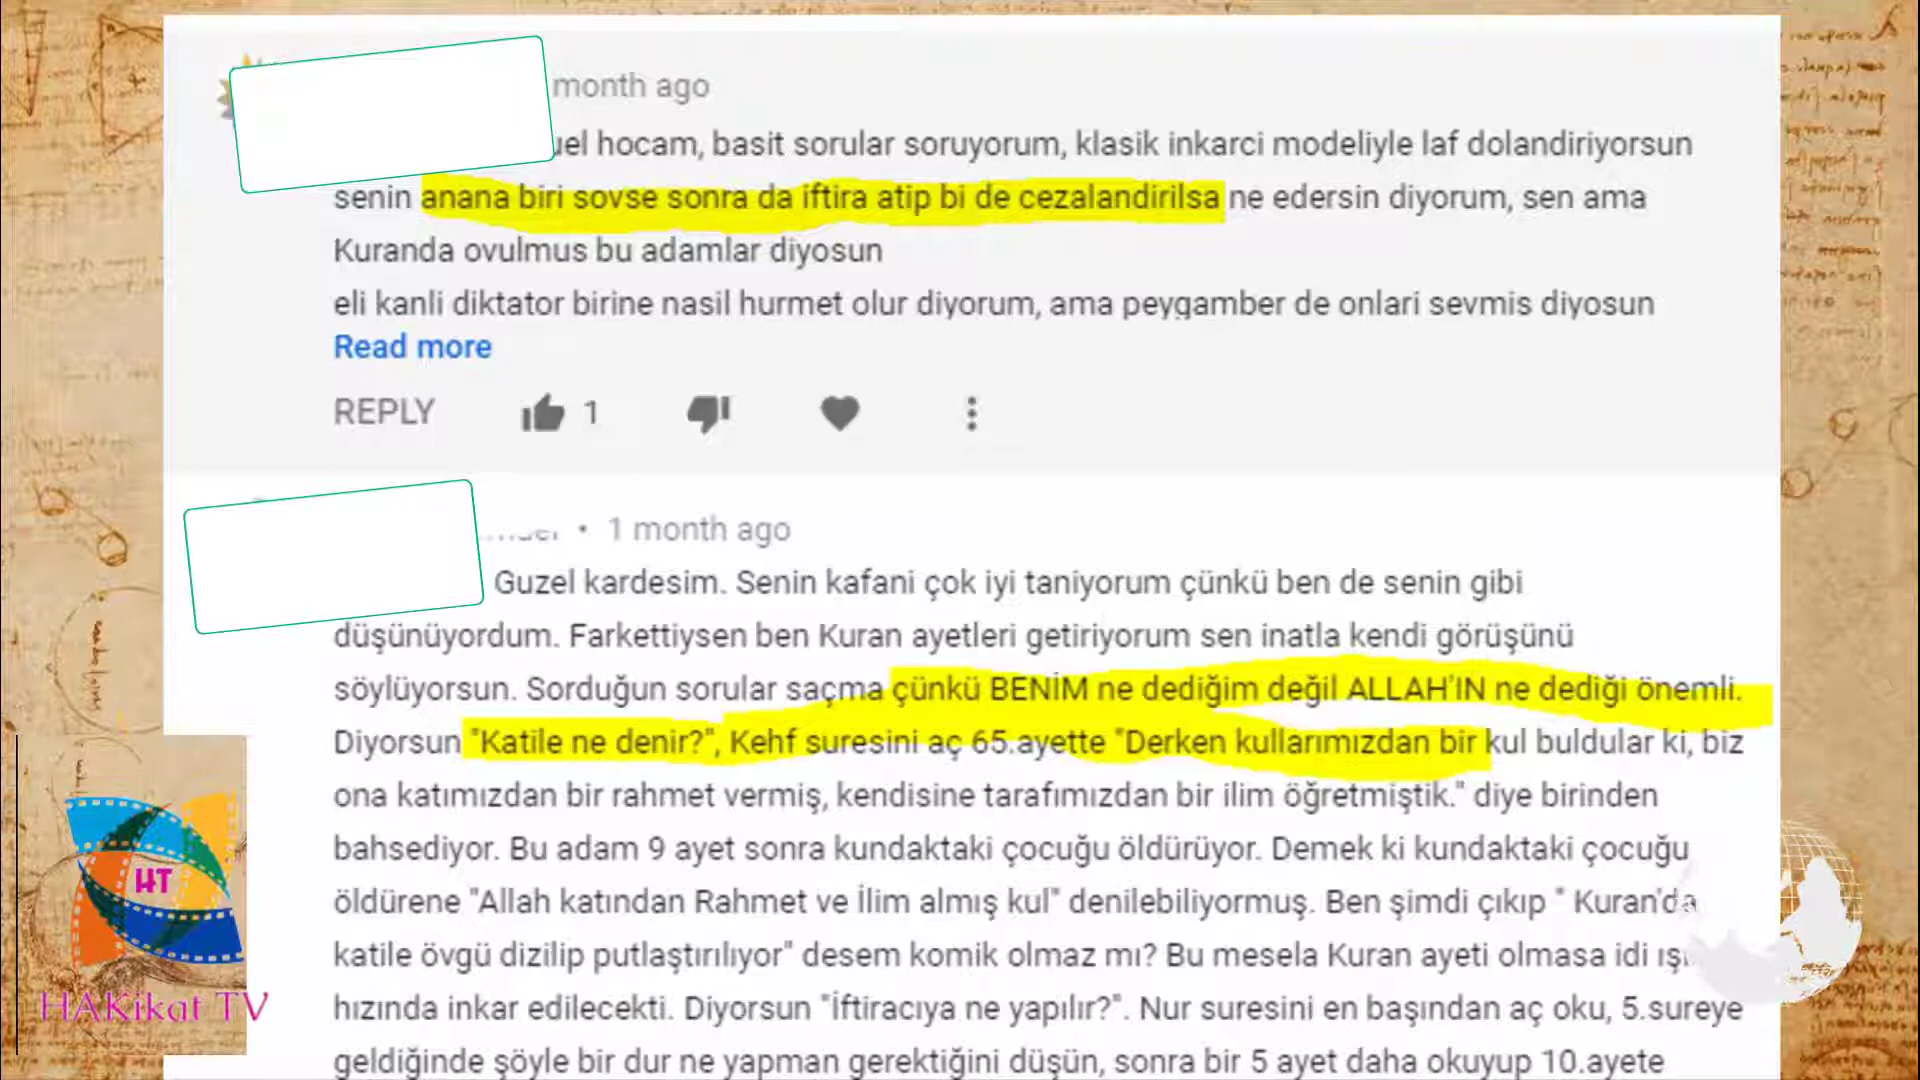 month ago
hocam, basit sorular soruyorum, klasik inkarci modeliyle laf dolandiriyorsun
senin anana biri sovse sonra da iftira atip bi de cezalandirilsa ne edersin diyorum, sen ama
Kuranda ovulmus bu adamlar diyosun
eli kanli diktator birine nasil hurmet olur diyorum, ama peygamber de onlari sevmis diyosun
Read more
REPLY 1
• 1 month ago
Guzel kardesim. Senin kafani çok iyi taniyorum çünkü ben de senin gibi
düşünüyordum. Farkettiysen ben Kuran ayetleri getiriyorum sen inatla kendi görüşünü
söylüyorsun. Sorduğun sorular saçma çünkü BENİM ne dediğim değil ALLAH'IN ne dediği önemli.
Diyorsun "Katile ne denir?", Kehf suresini aç 65.ayette "Derken kullarımızdan bir kul buldular ki, biz
ona katımızdan bir rahmet vermiş, kendisine tarafımızdan bir ilim öğretmiştik." diye birinden
bahsediyor. Bu adam 9 ayet sonra kundaktaki çocuğu öldürüyor. Demek ki kundaktaki çocuğu
öldürene "Allah katından Rahmet ve İlim almış kul" denilebiliyormuş. Ben şimdi çıkıp " Kuran'da
katile övgü dizilip putlaştırılıyor" desem komik olmaz mı? Bu mesela Kuran ayeti olmasa idi
hızında inkar edilecekti. Diyorsun "İftiracıya ne yapılır?". Nur suresini en başından aç oku, 5.sureye
geldiğinde şöyle bir dur ne yapman gerektiğini düşün, sonra bir 5 ayet daha okuyup 10.ayete
HT
HAKikat TV